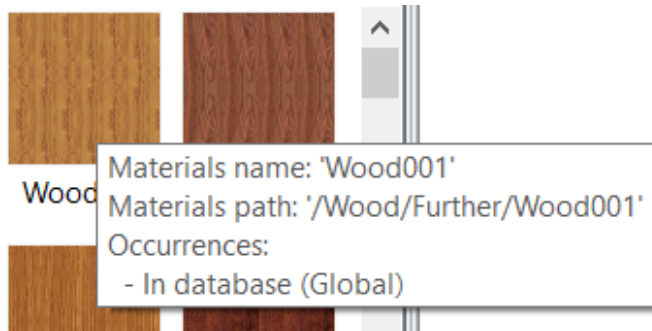 Wood
Materials name: 'Wood001'
Materials path: '/Wood/Further/Wood001'
Occurrences:
- In database (Global)